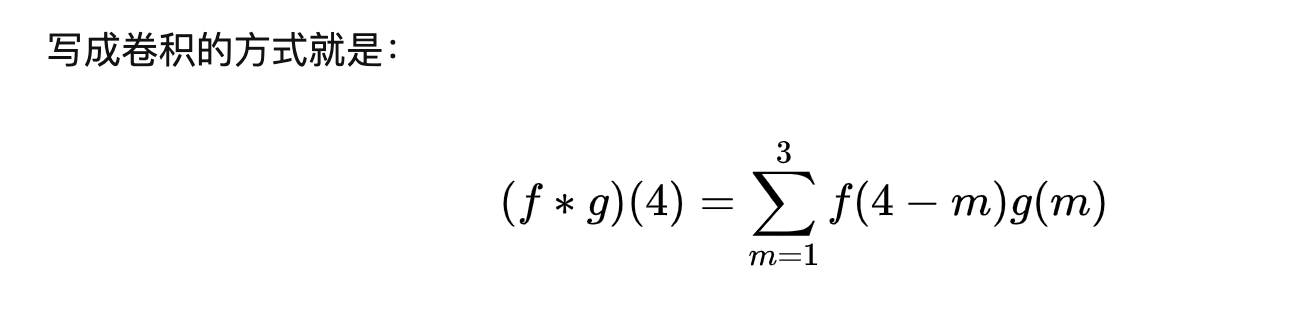 写成卷积的方式就是：
(f * g)(4) = \sum_{m=1}^{3} f(4 − m)g(m)